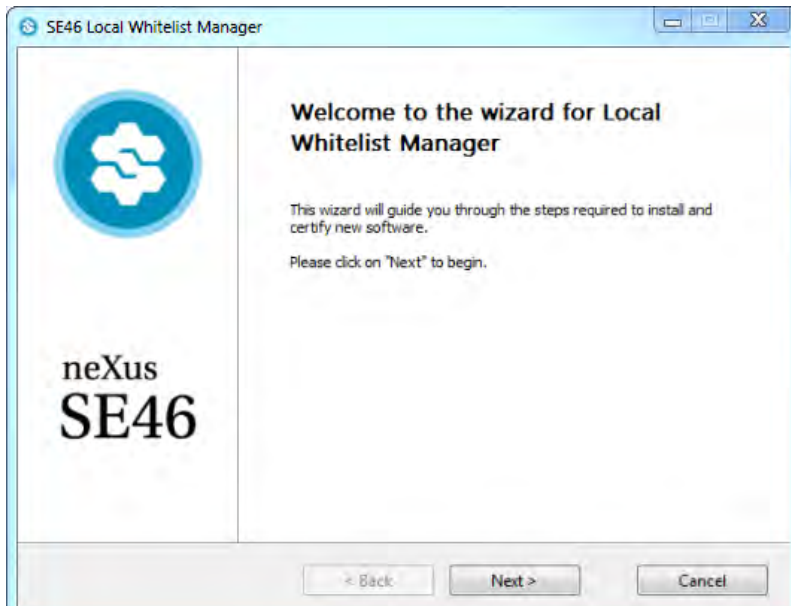 SE46 Local Whitelist Manager
Welcome to the wizard for Local
Whitelist Manager
This wizard will guide you through the steps required to install and
certify new software.
Please click on "Next" to begin.
neXus
SE46
< Back
Next >
Cancel